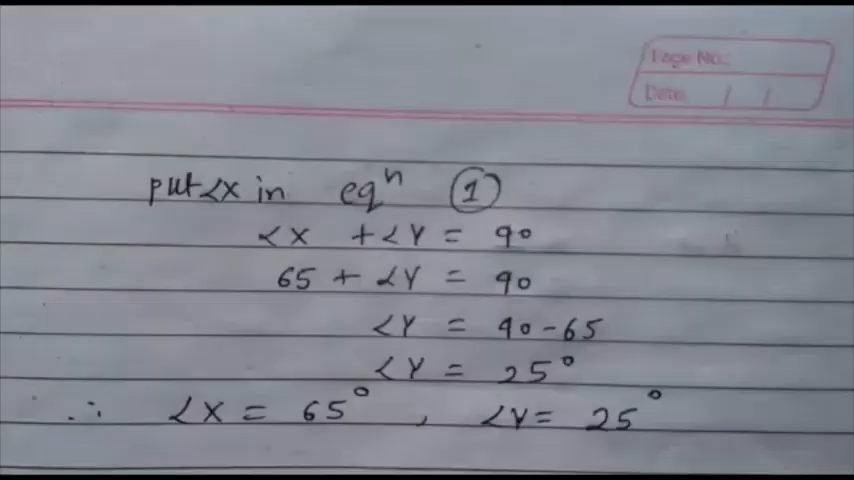 Page No.:
Date / /
put ∠x in eqⁿ ①
∠X + ∠Y = 90
65 + ∠Y = 90
∠Y = 90 - 65
∠Y = 25°
∴ ∠X = 65° , ∠Y = 25°